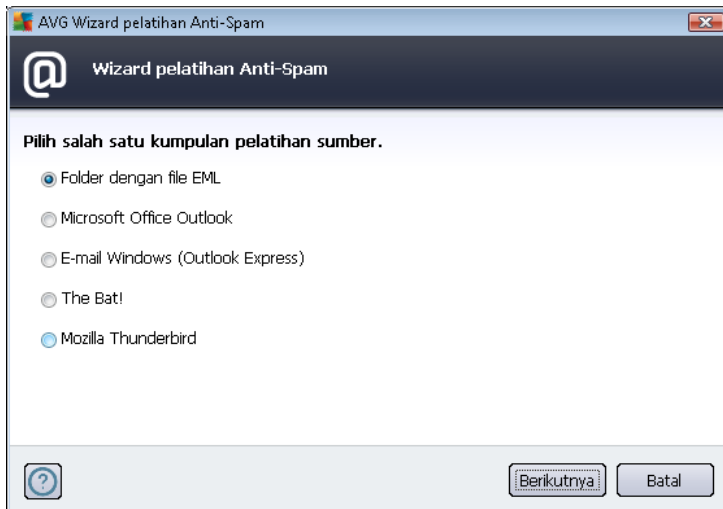 AVG Wizard pelatihan Anti-Spam
Wizard pelatihan Anti-Spam
Pilih salah satu kumpulan pelatihan sumber.
Folder dengan file EML
Microsoft Office Outlook
E-mail Windows (Outlook Express)
The Bat!
Mozilla Thunderbird
Berikutnya Batal